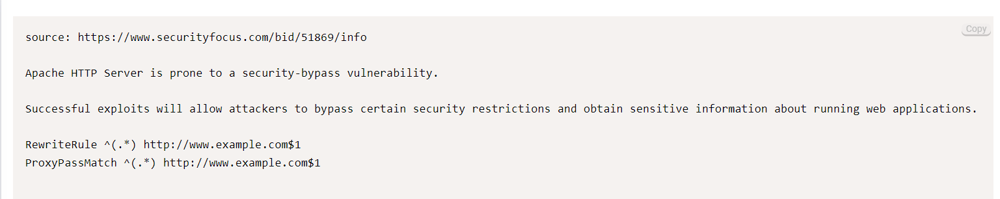 source: https://www.securityfocus.com/bid/51869/info
Copy
Apache HTTP Server is prone to a security-bypass vulnerability.
Successful exploits will allow attackers to bypass certain security restrictions and obtain sensitive information about running web applications.
RewriteRule ^(.*) http://www.example.com$1
ProxyPassMatch ^(.*) http://www.example.com$1